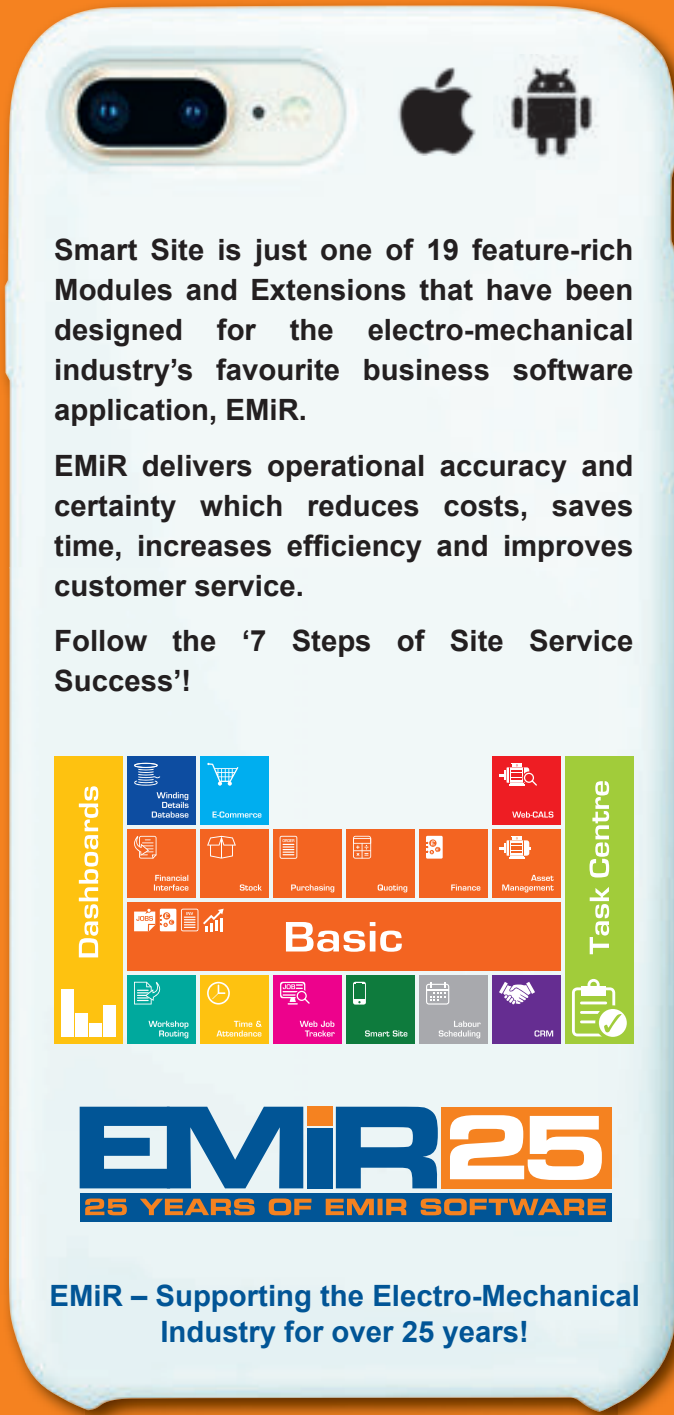 Smart Site is just one of 19 feature-rich
Modules and Extensions that have been
designed for the electro-mechanical
industry’s favourite business software
application, EMiR.
EMiR delivers operational accuracy and
certainty which reduces costs, saves
time, increases efficiency and improves
customer service.
Follow the ‘7 Steps of Site Service
Success’!
Dashboards
Winding
Details
Database
E-Commerce
Web-CALS
Task Centre
Financial
Interface
Stock
ORDER
Purchasing
Quoting
Finance
Asset
Management
JOBS
INV
Basic
Workshop
Routing
Time &
Attendance
JOB
Web Job
Tracker
Smart Site
Labour
Scheduling
CRM
EMiR25
25 YEARS OF EMIR SOFTWARE
EMiR – Supporting the Electro-Mechanical
Industry for over 25 years!